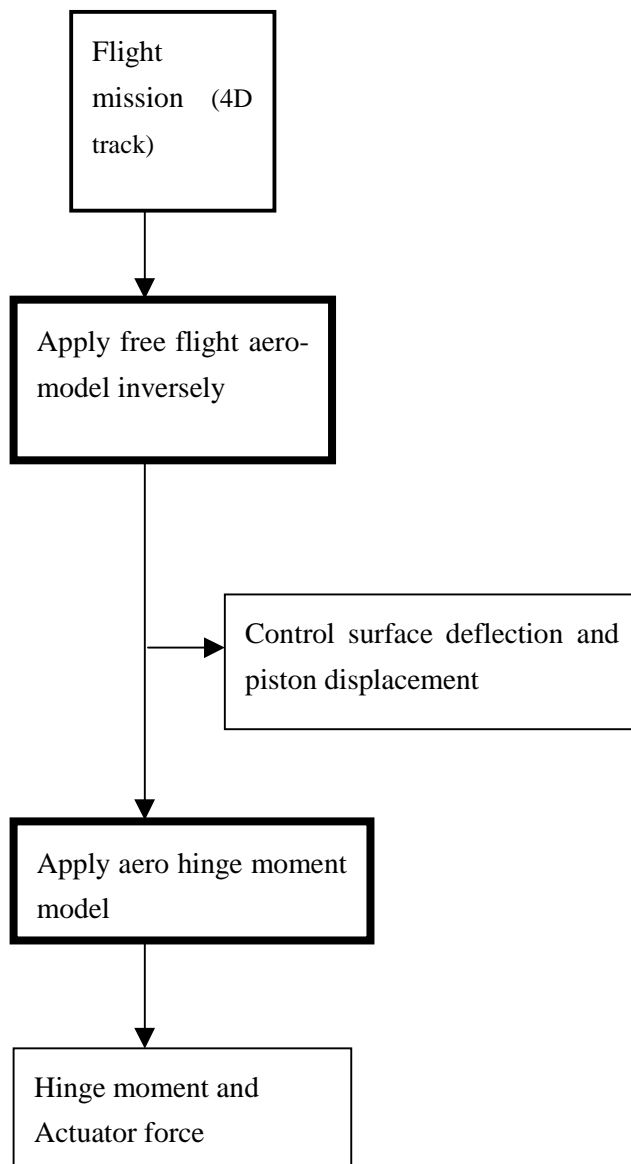 Flight
mission (4D
track)
Apply free flight aero-
model inversely
Control surface deflection and
piston displacement
Apply aero hinge moment
model
Hinge moment and
Actuator force